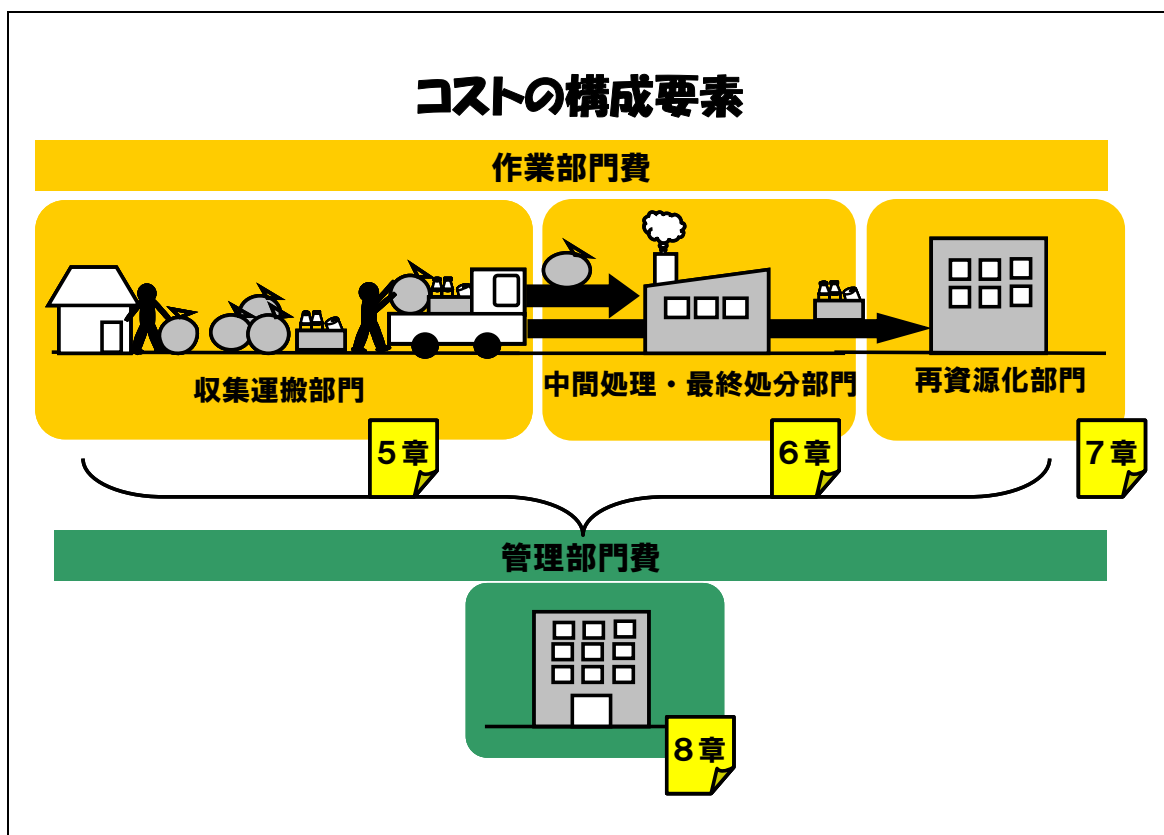 コストの構成要素
作業部門費
収集運搬部門
中間処理・最終処分部門
再資源化部門
５章
６章
７章
管理部門費
８章